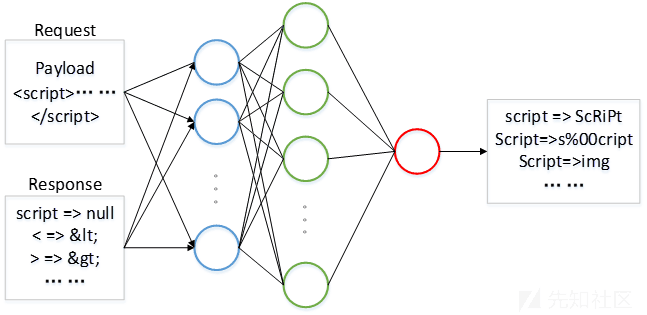 Request
Payload
<script>··· ···
</script>
Response
script => null
< => &lt;
> => &gt;
··· ···
script => ScRiPt
Script=>s%00cript
Script=>img
··· ···
先知社区